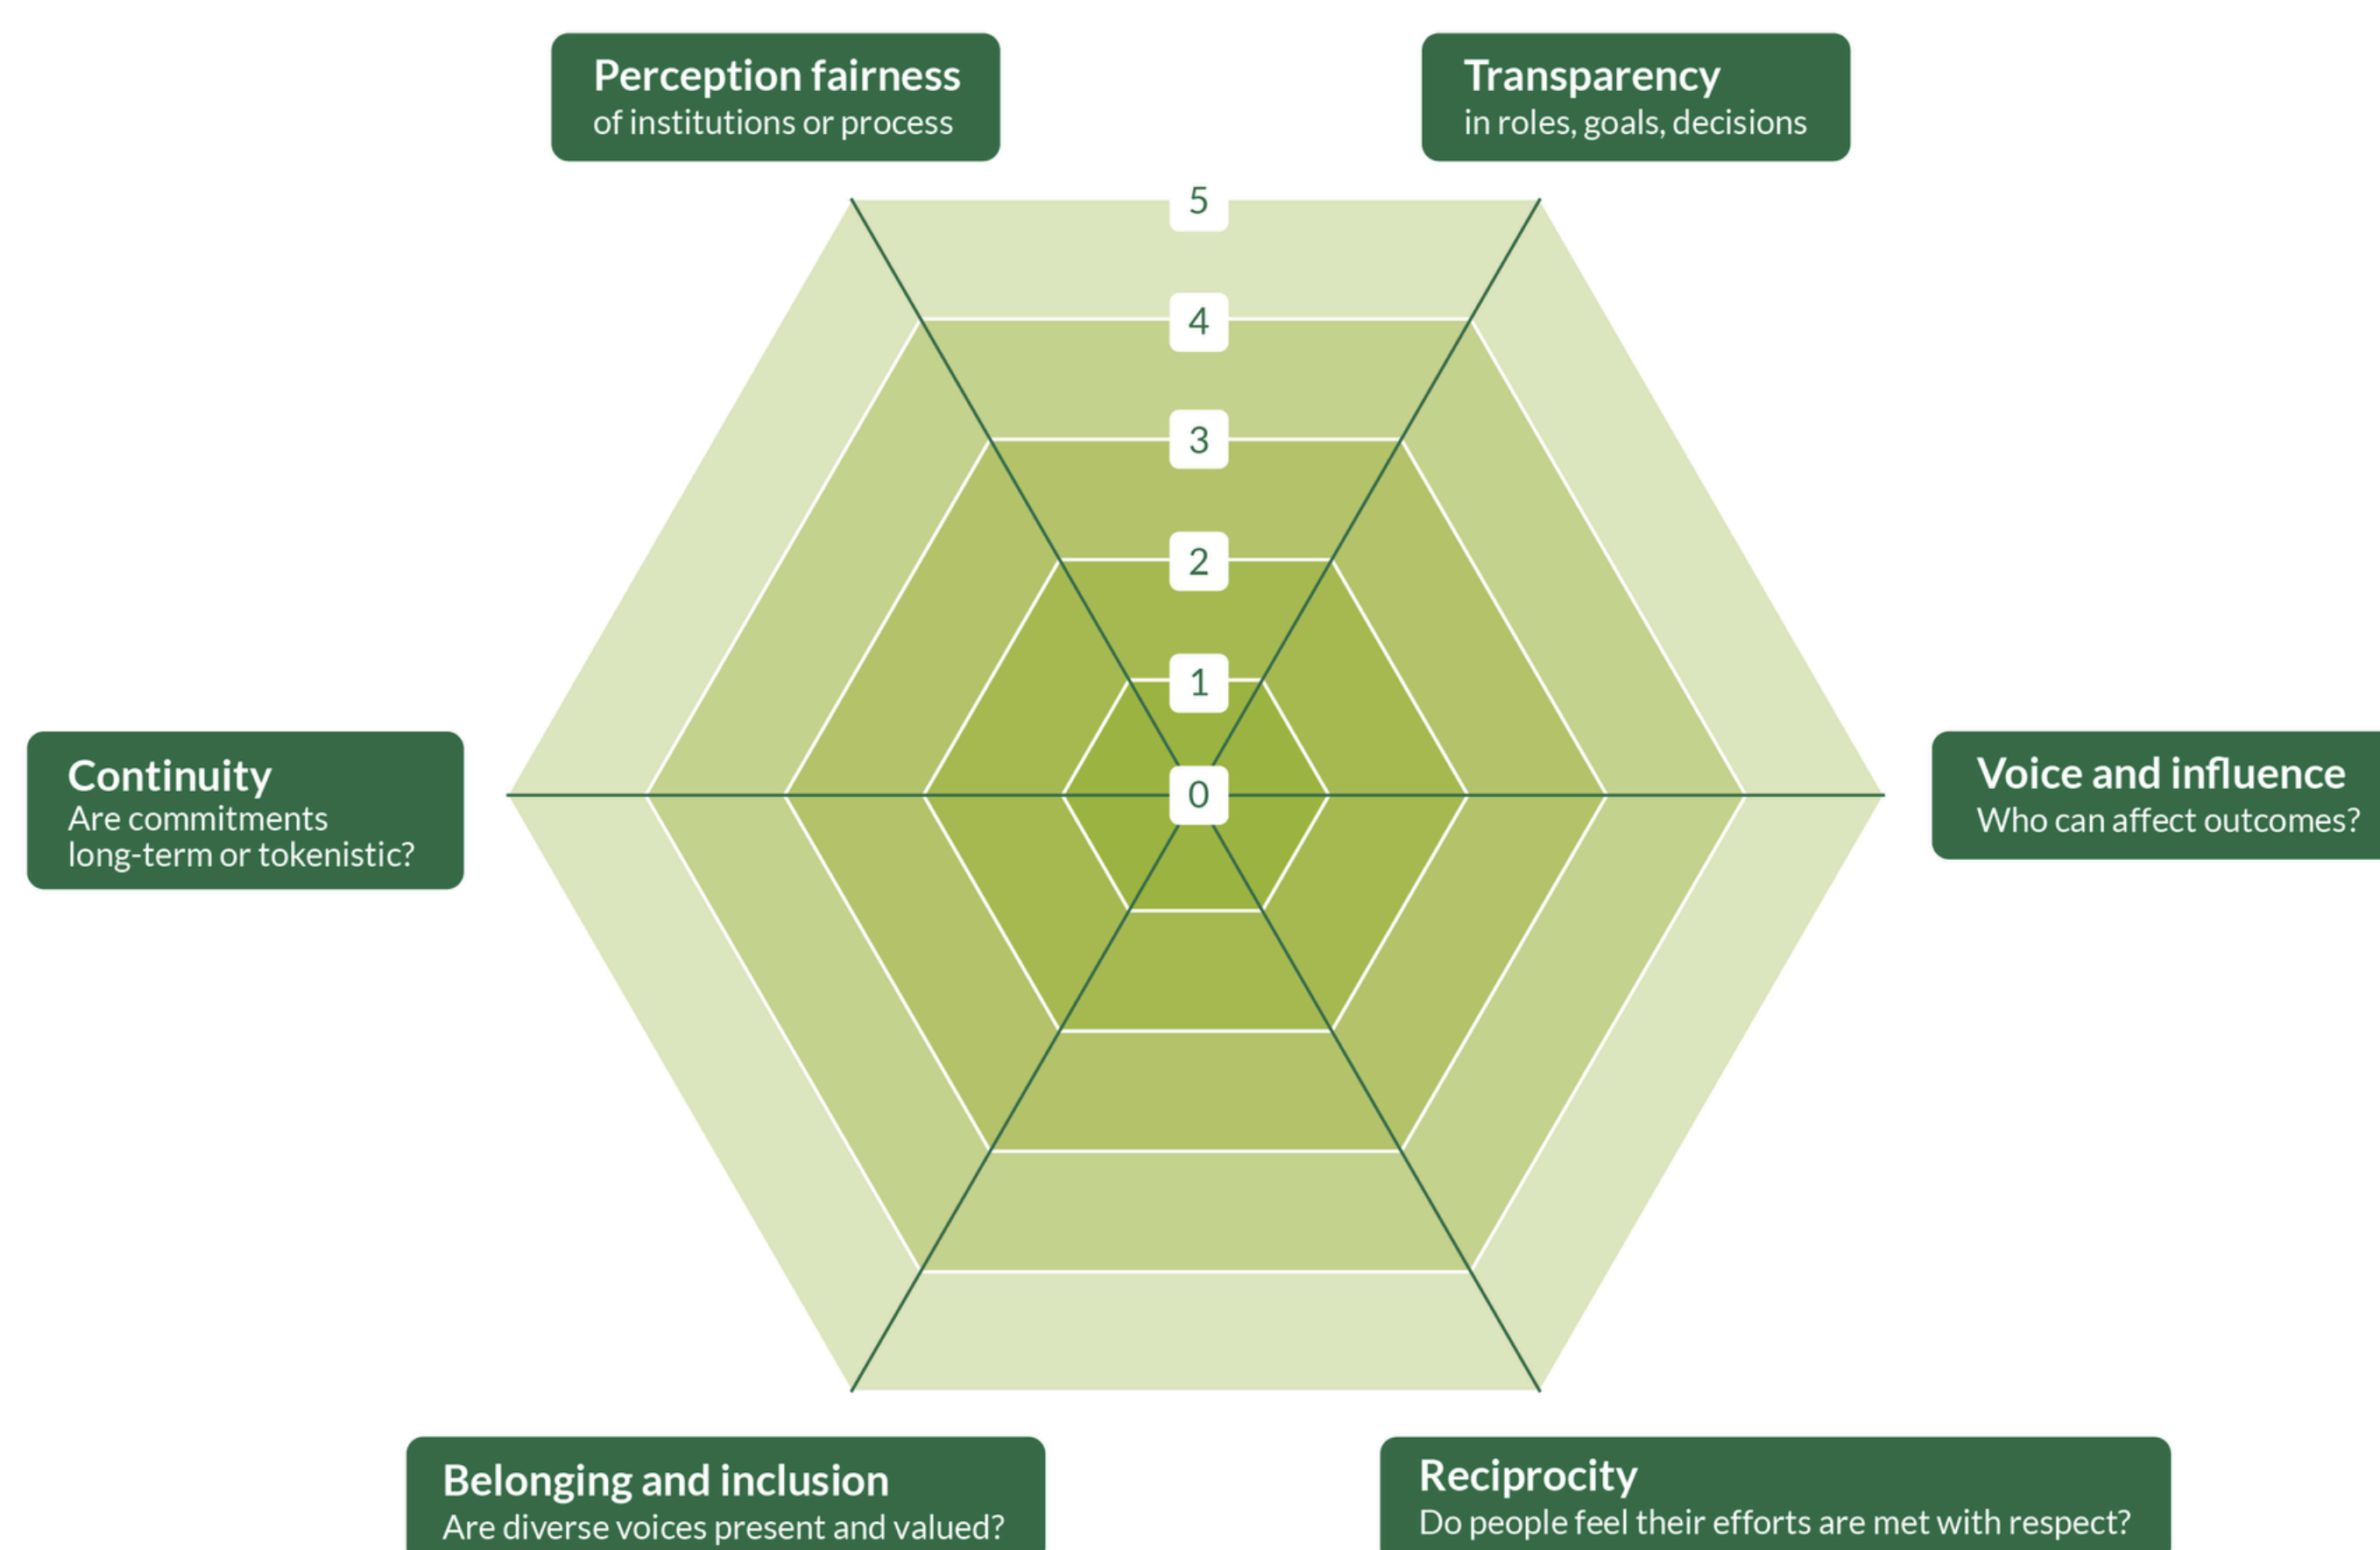 Perception fairness
of institutions or process
Transparency
in roles, goals, decisions
5
4
3
2
1
0
Continuity
Are commitments
long-term or tokenistic?
Voice and influence
Who can affect outcomes?
Belonging and inclusion
Are diverse voices present and valued?
Reciprocity
Do people feel their efforts are met with respect?